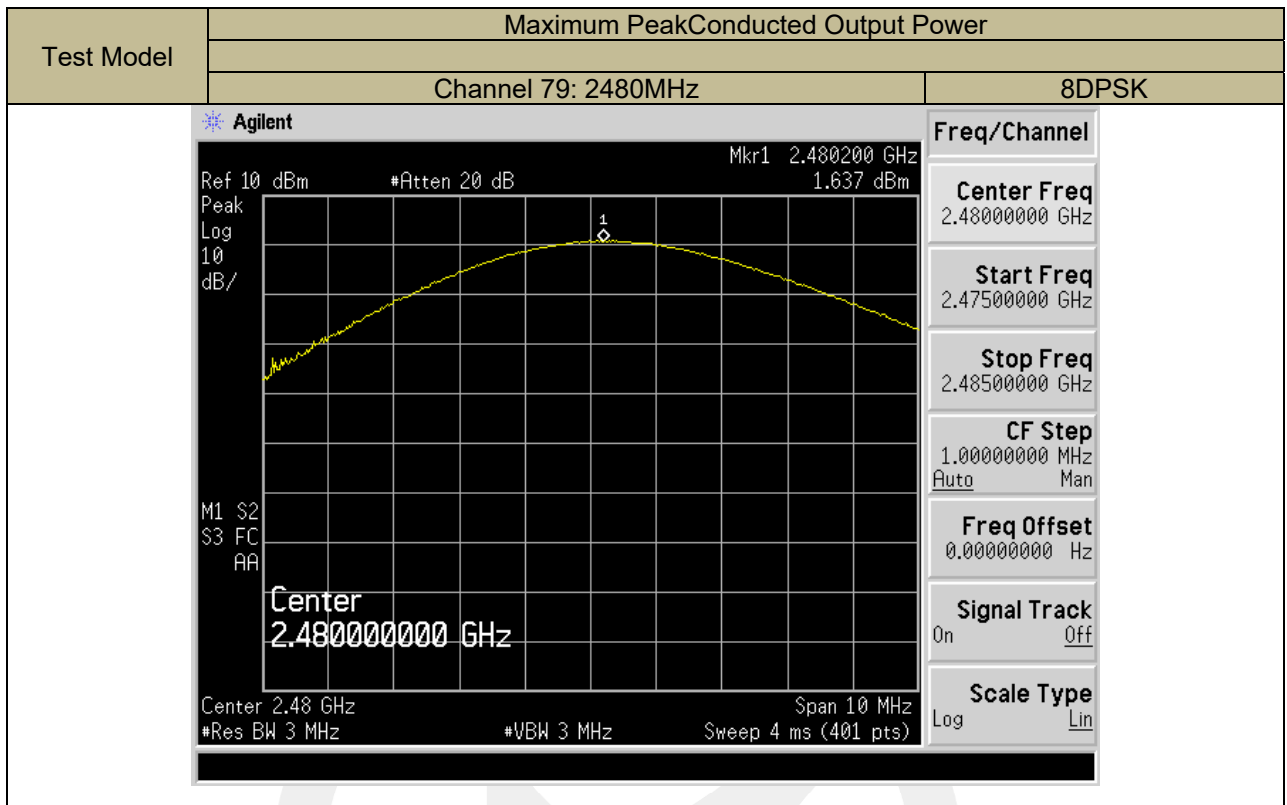 Test Model
Maximum PeakConducted Output Power
Channel 79: 2480MHz
8DPSK
Agilent
Freq/Channel
Mkr1 2.480200 GHz
Ref 10 dBm #Atten 20 dB 1.637 dBm
Peak
Log
10
dB/
1
Center Freq
2.48000000 GHz
Start Freq
2.47500000 GHz
Stop Freq
2.48500000 GHz
CF Step
1.00000000 MHz
Auto Man
M1 S2
S3 FC
AA
Freq Offset
0.00000000 Hz
Center
2.480000000 GHz
Signal Track
On Off
Scale Type
Log Lin
Center 2.48 GHz Span 10 MHz
#Res BW 3 MHz #VBW 3 MHz Sweep 4 ms (401 pts)